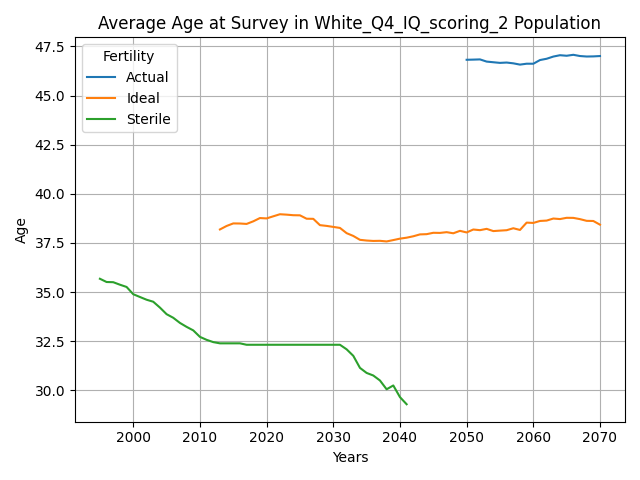 Average Age at Survey in White_Q4_IQ_scoring_2 Population
Fertility
Actual
Ideal
Sterile
Age
47.5
45.0
42.5
40.0
37.5
35.0
32.5
30.0
2000 2010 2020 2030 2040 2050 2060 2070
Years